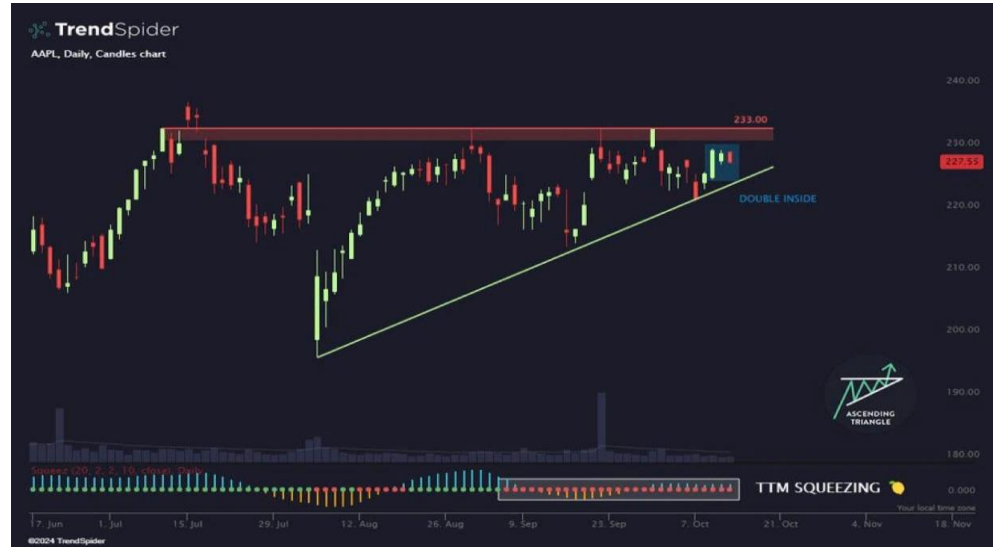 TrendSpider
AAPL, Daily, Candles chart
240.00
233.00
230.00
227.55
DOUBLE INSIDE
220.00
210.00
200.00
190.00
ASCENDING
TRIANGLE
180.00
Squeez (20, 2, 2, 10, close), Daily
TTM SQUEEZING 🍋
0.000
Your local time zone
17. Jun 1. Jul 15. Jul 29. Jul 12. Aug 26. Aug 9. Sep 23. Sep 7. Oct 21. Oct 4. Nov 18. Nov
©2024 TrendSpider